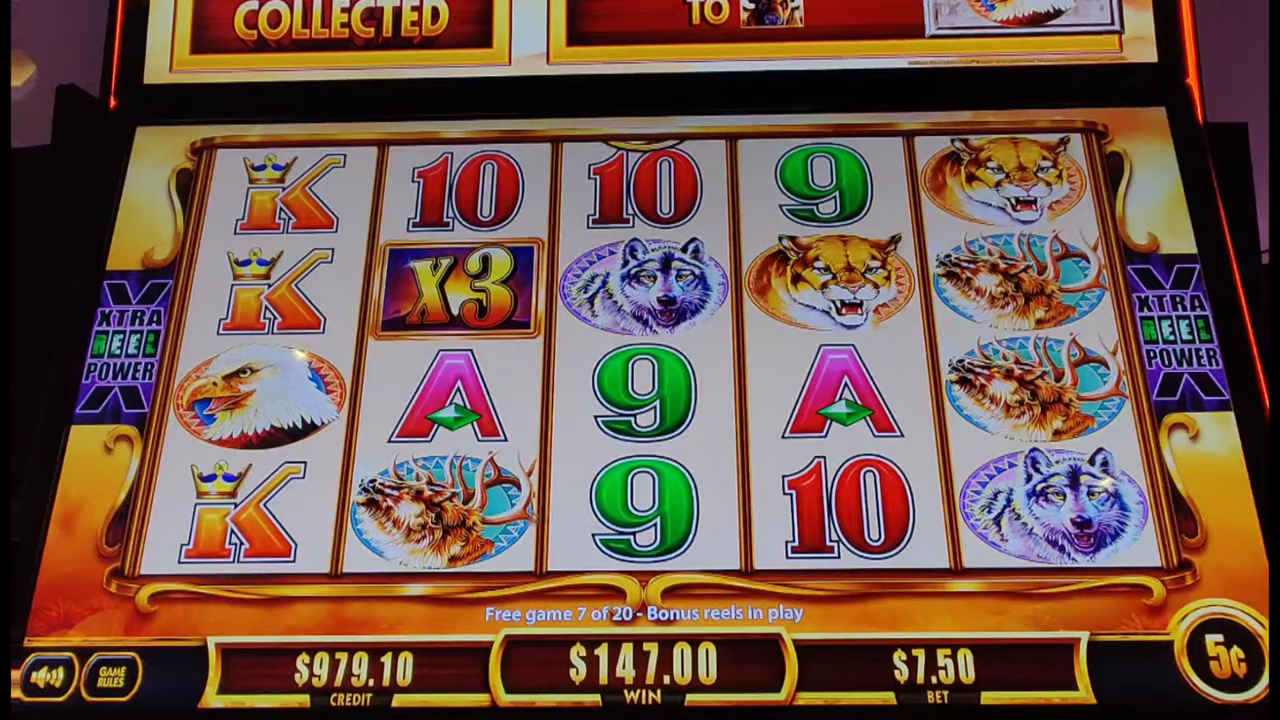 COLLECTED
TO
K 10 10 9
K X3
A 9 A
K 9 10
XTRA
REEL
POWER
XTRA
REEL
POWER
Free game 7 of 20 - Bonus reels in play
$979.10
CREDIT
$147.00
WIN
$7.50
BET
GAME
RULES
5¢